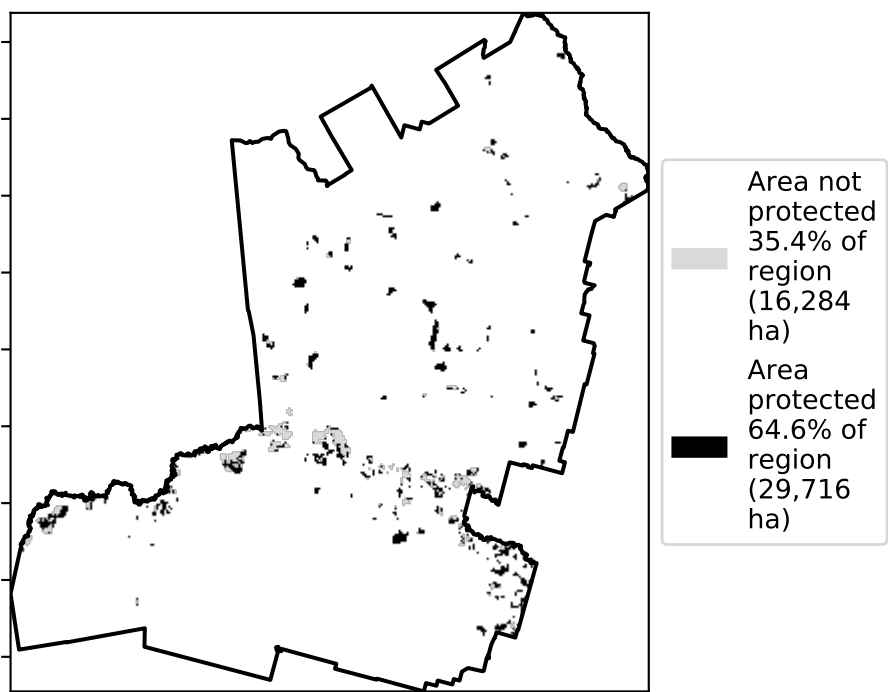 Area not
protected
35.4% of
region
(16,284
ha)
Area
protected
64.6% of
region
(29,716
ha)